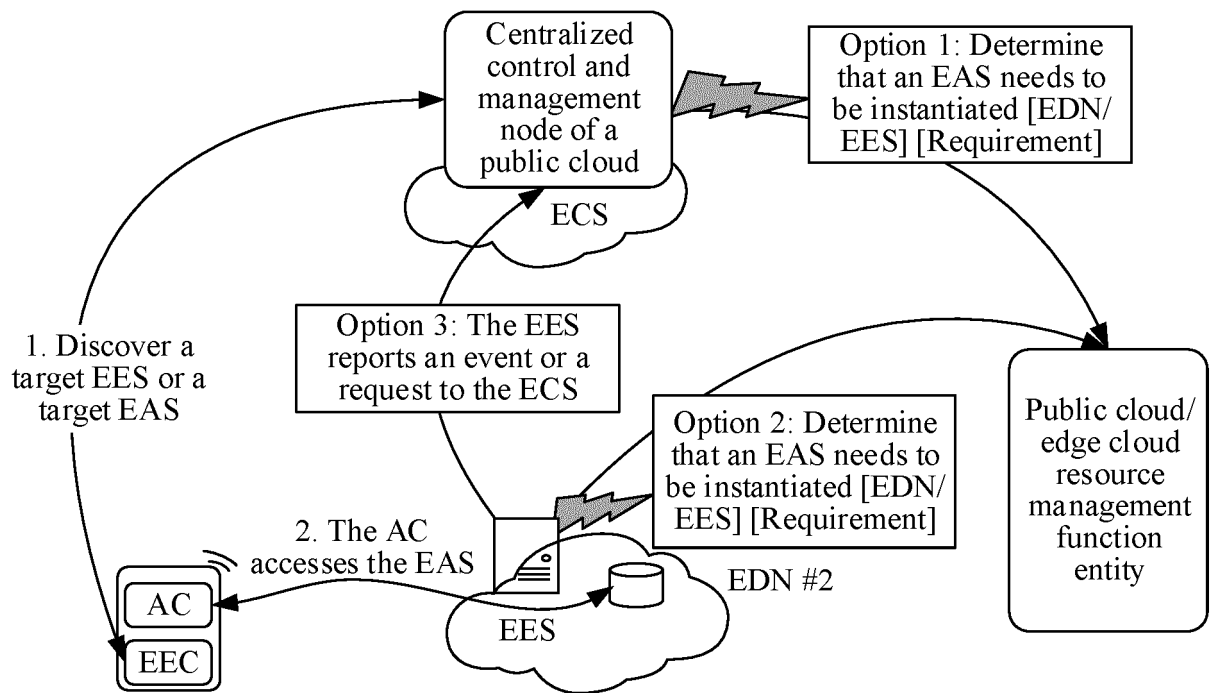 Centralized
control and
management
node of a
public cloud
ECS
Option 1: Determine
that an EAS needs to
be instantiated [EDN/
EES] [Requirement]
1. Discover a
target EES or a
target EAS
Option 3: The EES
reports an event or a
request to the ECS
Option 2: Determine
that an EAS needs to
be instantiated [EDN/
EES] [Requirement]
Public cloud/
edge cloud
resource
management
function
entity
2. The AC
accesses the EAS
EDN #2
EES
AC
EEC